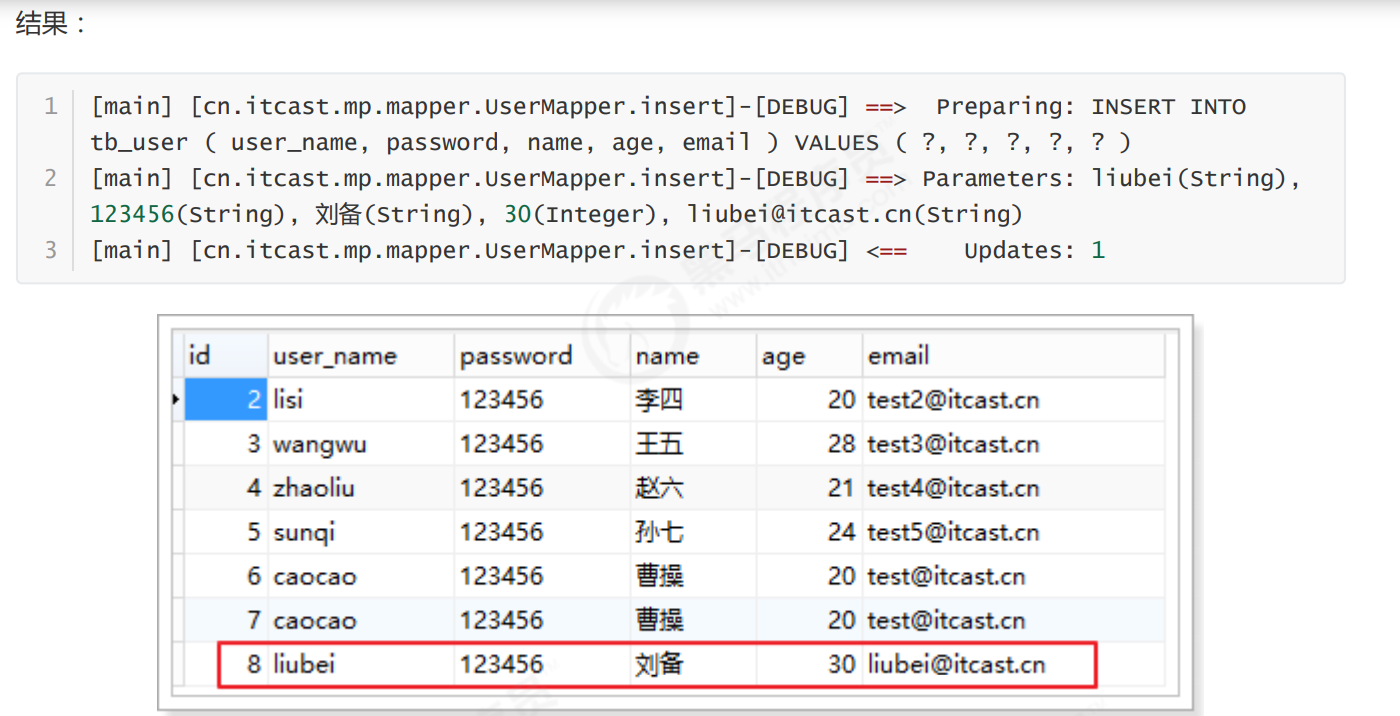 结果：
1 [main] [cn.itcast.mp.mapper.UserMapper.insert]-[DEBUG] ==>  Preparing: INSERT INTO
tb_user ( user_name, password, name, age, email ) VALUES ( ?, ?, ?, ?, ? )
2 [main] [cn.itcast.mp.mapper.UserMapper.insert]-[DEBUG] ==> Parameters: liubei(String),
123456(String), 刘备(String), 30(Integer), liubei@itcast.cn(String)
3 [main] [cn.itcast.mp.mapper.UserMapper.insert]-[DEBUG] <==    Updates: 1
id user_name password name age email
2 lisi 123456 李四 20 test2@itcast.cn
3 wangwu 123456 王五 28 test3@itcast.cn
4 zhaoliu 123456 赵六 21 test4@itcast.cn
5 sunqi 123456 孙七 24 test5@itcast.cn
6 caocao 123456 曹操 20 test@itcast.cn
7 caocao 123456 曹操 20 test@itcast.cn
8 liubei 123456 刘备 30 liubei@itcast.cn